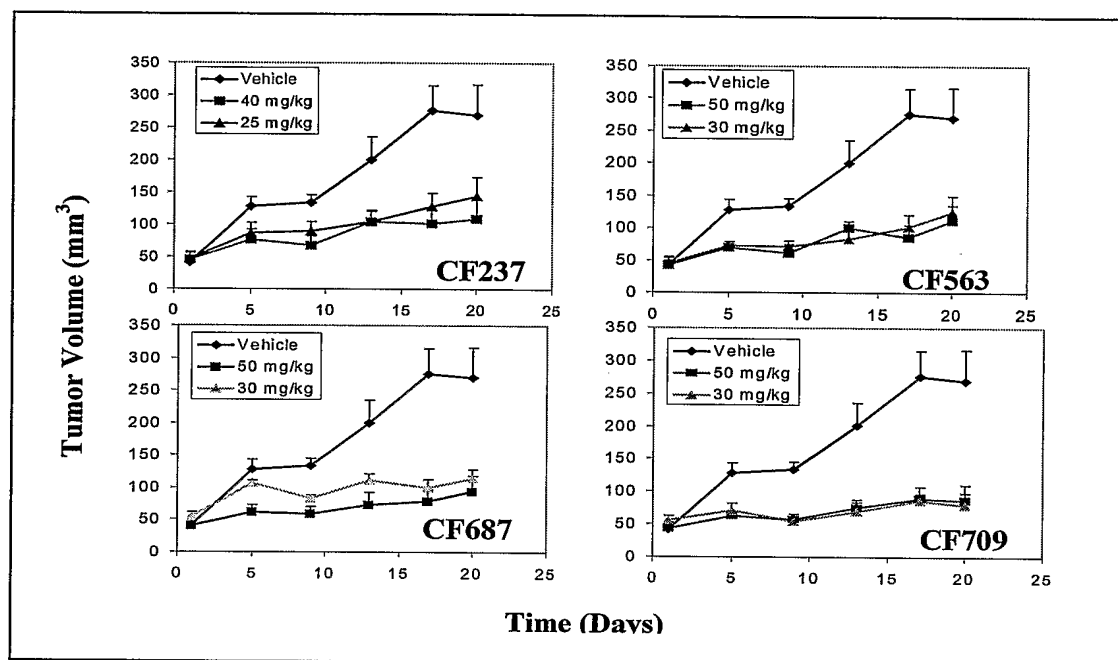 Tumor Volume (mm³)
350
300
250
200
150
100
50
0
Vehicle
40 mg/kg
25 mg/kg
CF237
0 5 10 15 20 25
350
300
250
200
150
100
50
0
Vehicle
50 mg/kg
30 mg/kg
CF563
0 5 10 15 20 25
350
300
250
200
150
100
50
0
Vehicle
50 mg/kg
30 mg/kg
CF687
0 5 10 15 20 25
350
300
250
200
150
100
50
0
Vehicle
50 mg/kg
30 mg/kg
CF709
0 5 10 15 20 25
Time (Days)